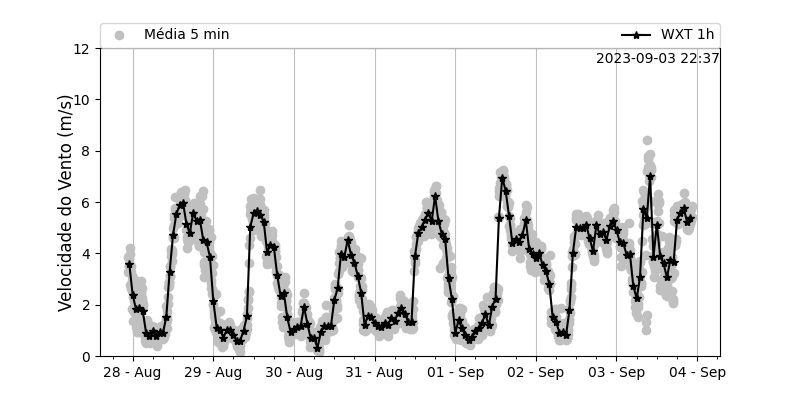 Média 5 min
WXT 1h
2023-09-03 22:37
Velocidade do Vento (m/s)
12
10
8
6
4
2
0
28 - Aug 29 - Aug 30 - Aug 31 - Aug 01 - Sep 02 - Sep 03 - Sep 04 - Sep